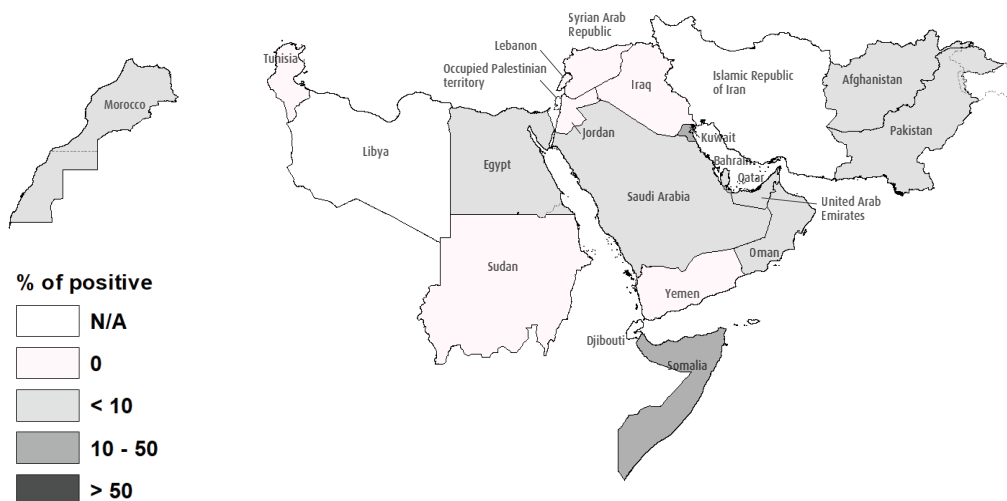 Syrian Arab
Republic
Lebanon
Tunisia
Occupied Palestinian
territory
Iraq
Islamic Republic
of Iran
Afghanistan
Morocco
Pakistan
Jordan
Kuwait
Libya
Egypt
Bahrain
Qatar
Saudi Arabia
United Arab
Emirates
Oman
Sudan
Yemen
Djibouti
Somalia
% of positive
N/A
0
< 10
10 - 50
> 50